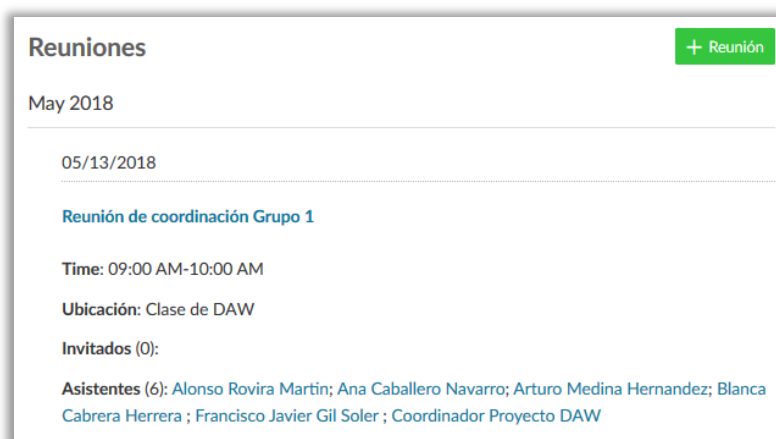 Reuniones
+ Reunión
May 2018
05/13/2018
Reunión de coordinación Grupo 1
Time: 09:00 AM-10:00 AM
Ubicación: Clase de DAW
Invitados (0):
Asistentes (6): Alonso Rovira Martin; Ana Caballero Navarro; Arturo Medina Hernandez; Blanca
Cabrera Herrera ; Francisco Javier Gil Soler ; Coordinador Proyecto DAW